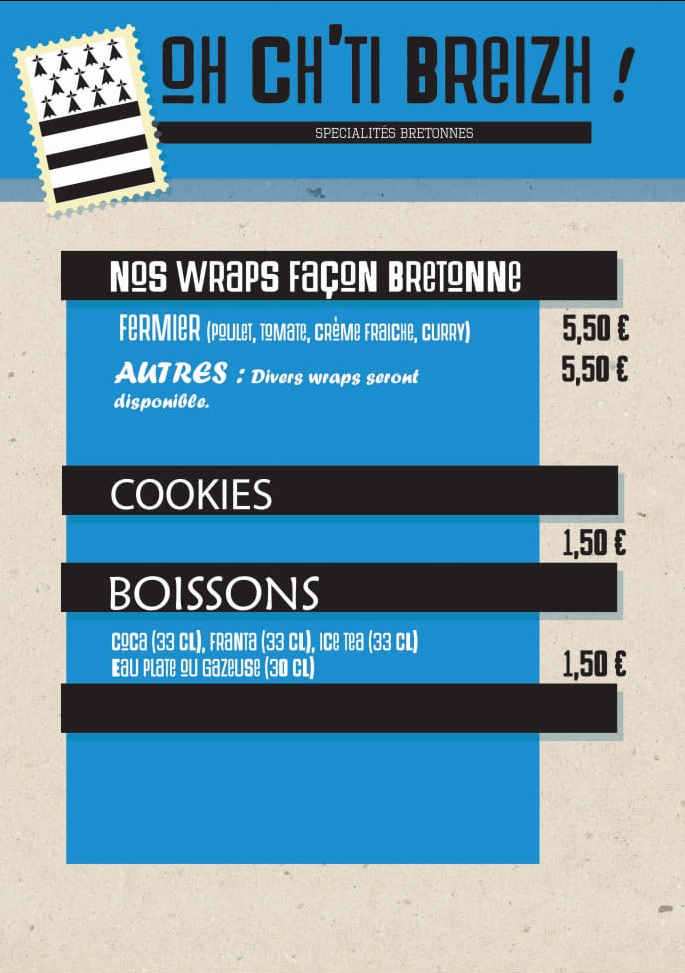 OH CH'TI BREIZH !
SPECIALITÉS BRETONNES
NOS WRAPS FAÇON BRETONNE
FERMIER (POULET, TOMATE, CRÈME FRAICHE, CURRY) 5,50 €
AUTRES : Divers wraps seront 5,50 €
disponible.
COOKIES
1,50 €
BOISSONS
COCA (33 CL), FRANTA (33 CL), ICE TEA (33 CL)
EAU PLATE OU GAZEUSE (30 CL) 1,50 €